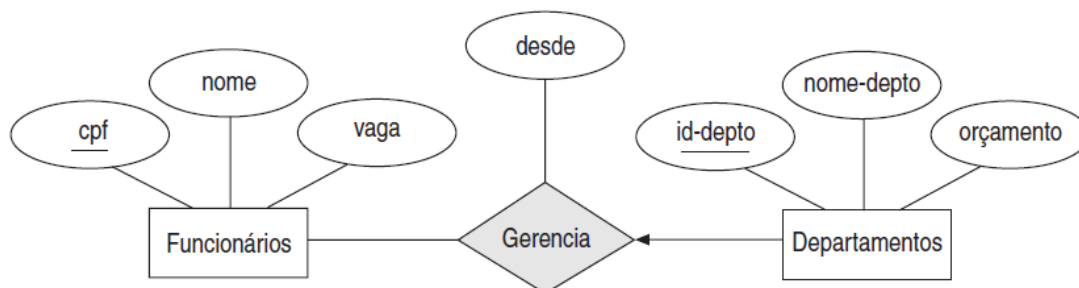 desde
nome
nome-depto
cpf
vaga
id-depto
orçamento
Funcionários
Gerencia
Departamentos